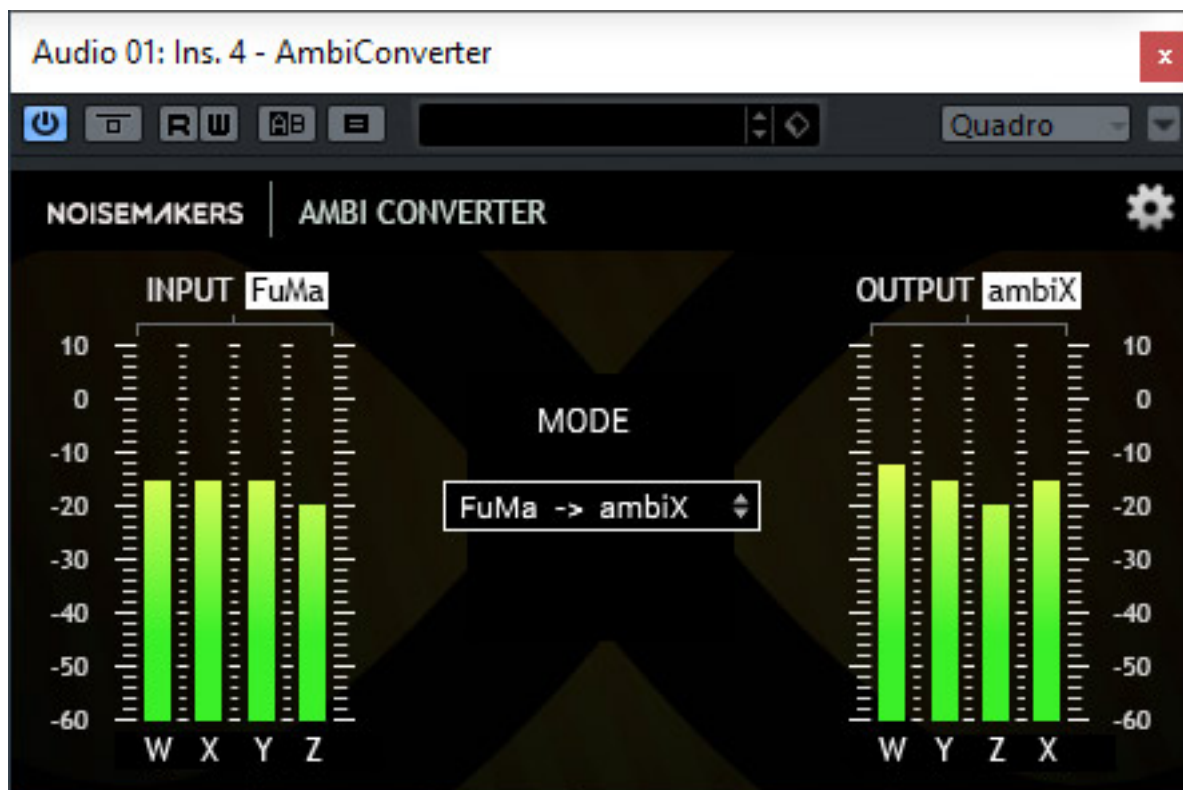 Audio 01: Ins. 4 - AmbiConverter x
R W AB Quadro
NOISEMAKERS AMBI CONVERTER
INPUT FuMa OUTPUT ambiX
10 10
0 0
-10 MODE -10
-20 FuMa -> ambiX -20
-30 -30
-40 -40
-50 -50
-60 -60
W X Y Z W Y Z X